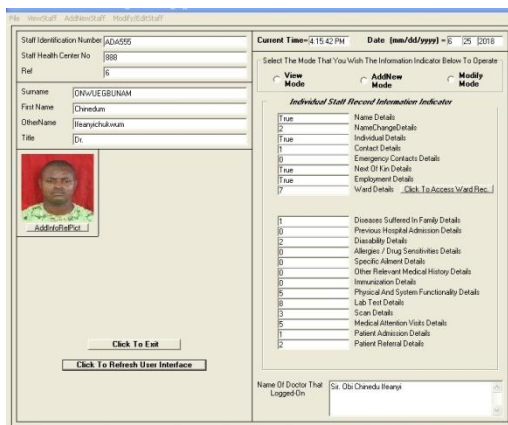 File ViewStaff AddNewStaff Modify/EditStaff
Staff Identification Number ADA555
Staff Health Center No 888
Ref 6
Surname ONWUEGBUNAM
First Name Chinedum
OtherName Ifeanyichukwum
Title Dr.
AddInfoRelPict
Click To Exit
Click To Refresh User Interface
Current Time= 4:15:42 PM Date (mm/dd/yyyy) = 6 25 2018
Select The Mode That You Wish The Information Indicator Below To Operate
View Mode
AddNew Mode
Modify Mode
Individual Staff Record Information Indicator
True Name Details
2 NameChangeDetails
True Individual Details
1 Contact Details
0 Emergency Contacts Details
True Next Of Kin Details
True Employment Details
7 Ward Details Click To Access Ward Rec.
1 Diseases Suffered In Family Details
0 Previous Hospital Admission Details
2 Diasability Details
0 Allergies / Drug Sensitivities Details
0 Specific Ailment Details
0 Other Relevant Medical History Details
0 Immunization Details
5 Physical And System Functionality Details
8 Lab Test Details
3 Scan Details
5 Medical Attention Visits Details
1 Patient Admission Details
2 Patient Referral Details
Name Of Doctor That Logged-On
Sir. Obi Chinedu Ifeanyi